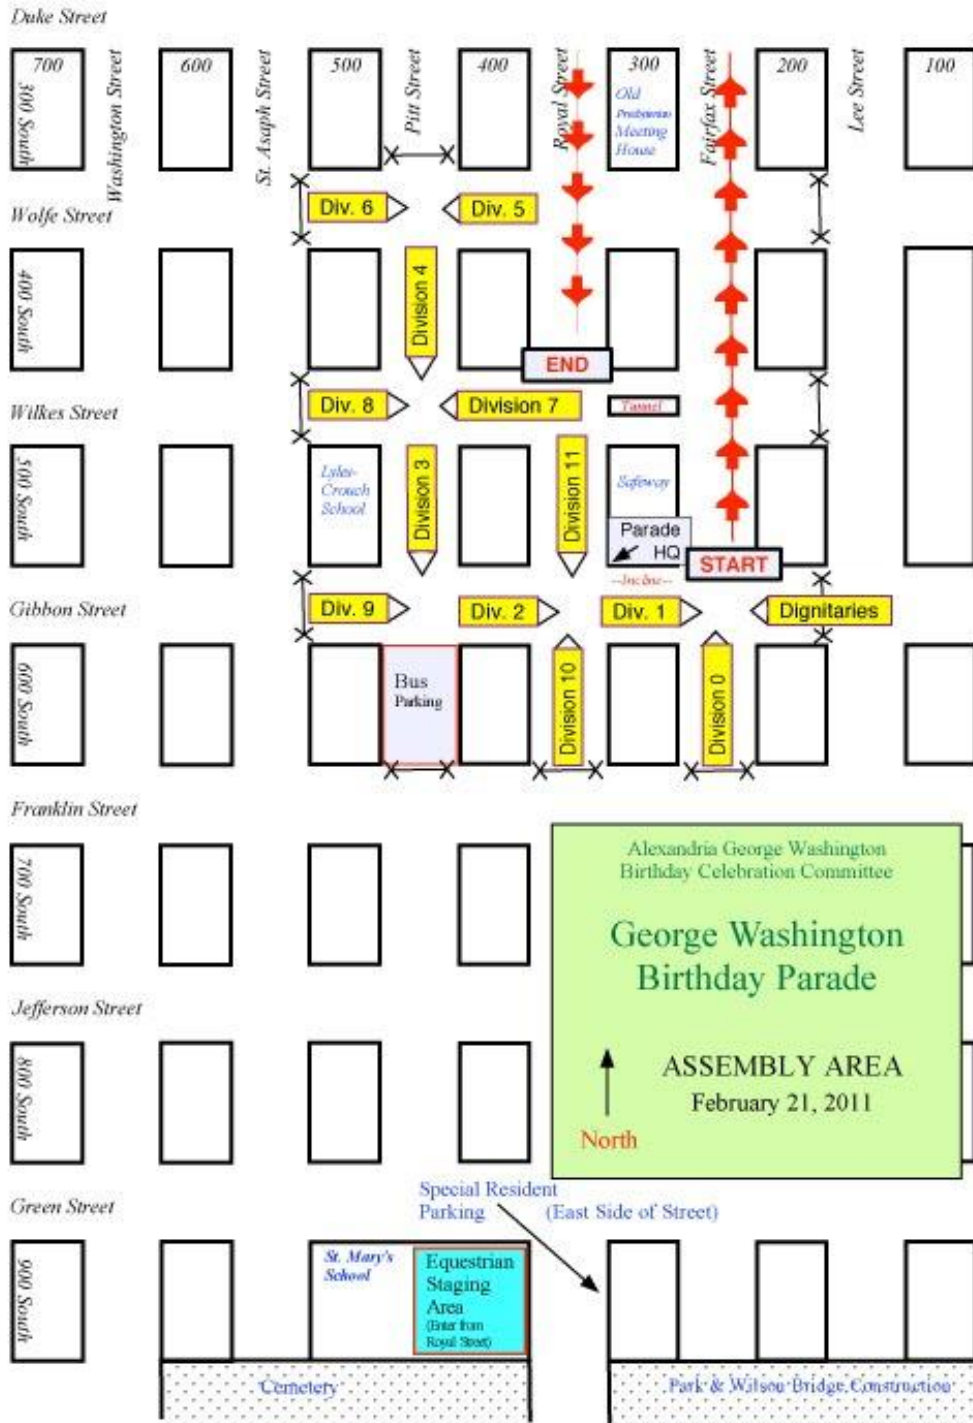 Duke Street
700
600
500
400
300
200
100
300 South
Washington Street
St. Asaph Street
Pitt Street
Royal Street
Old
Presbyterian
Meeting
House
Fairfax Street
Lee Street
Wolfe Street
Div. 6
Div. 5
400 South
Division 4
END
Wilkes Street
Div. 8
Division 7
Tunnel
500 South
Lyles-
Crouch
School
Division 3
Division 11
Safeway
Parade
HQ
START
--Incline--
Gibbon Street
Div. 9
Div. 2
Div. 1
Dignitaries
600 South
Bus
Parking
Division 10
Division 0
Franklin Street
700 South
Alexandria George Washington
Birthday Celebration Committee
George Washington
Birthday Parade
Jefferson Street
800 South
ASSEMBLY AREA
February 21, 2011
North
Green Street
Special Resident
Parking (East Side of Street)
900 South
St. Mary's
School
Equestrian
Staging
Area
(Enter from
Royal Street)
Cemetery
Park & Wilson Bridge Construction